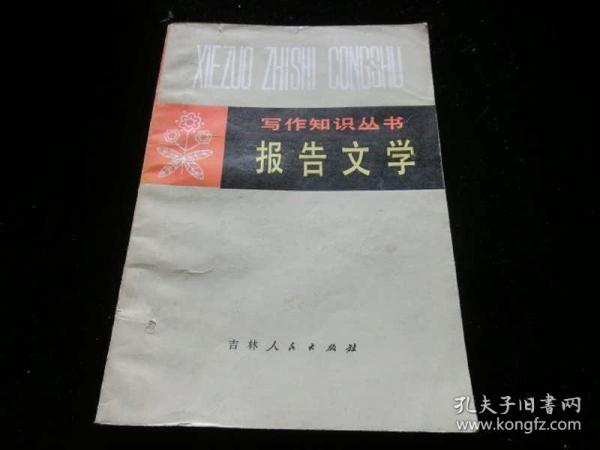 XIEZUO ZHISHI CONGSHU
写作知识丛书
报告文学
吉林人民出版社
孔夫子旧书网
www.kongfz.com